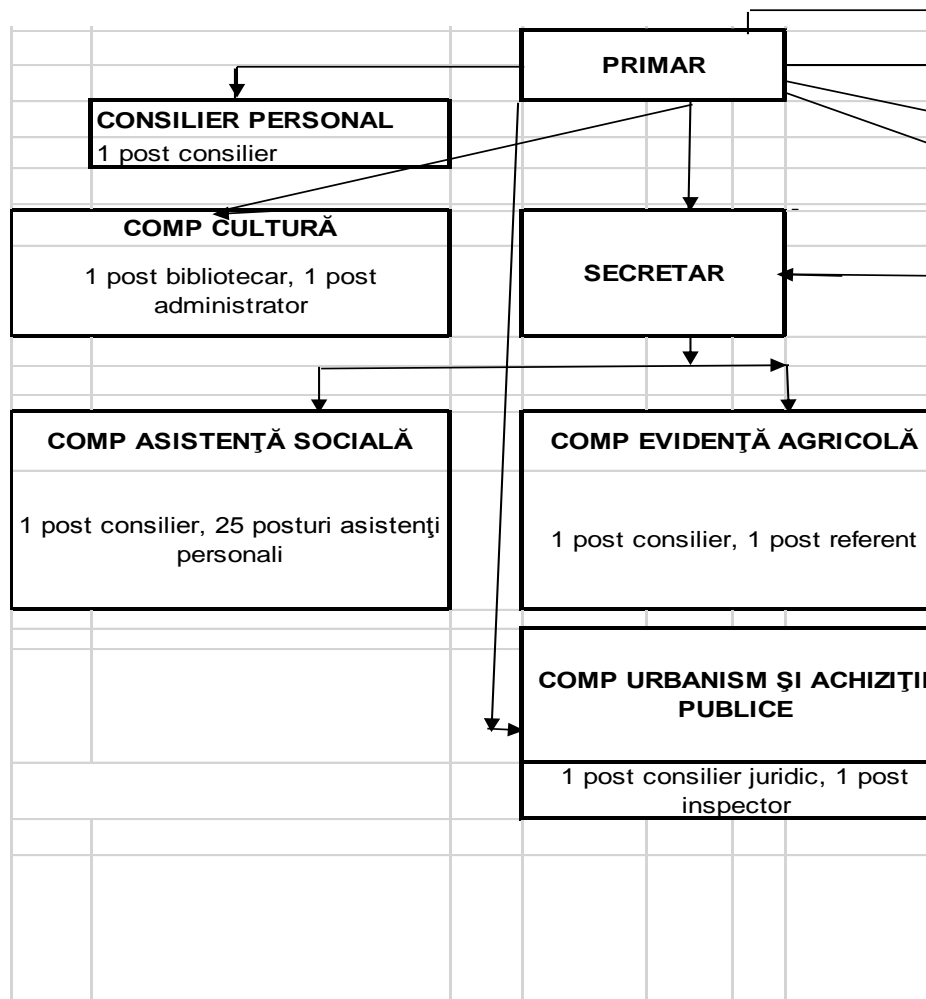 PRIMAR
CONSILIER PERSONAL
1 post consilier
COMP CULTURĂ
1 post bibliotecar, 1 post
administrator
SECRETAR
COMP ASISTENŢĂ SOCIALĂ
1 post consilier, 25 posturi asistenţi
personali
COMP EVIDENŢĂ AGRICOLĂ
1 post consilier, 1 post referent
COMP URBANISM ŞI ACHIZIŢII
PUBLICE
1 post consilier juridic, 1 post
inspector